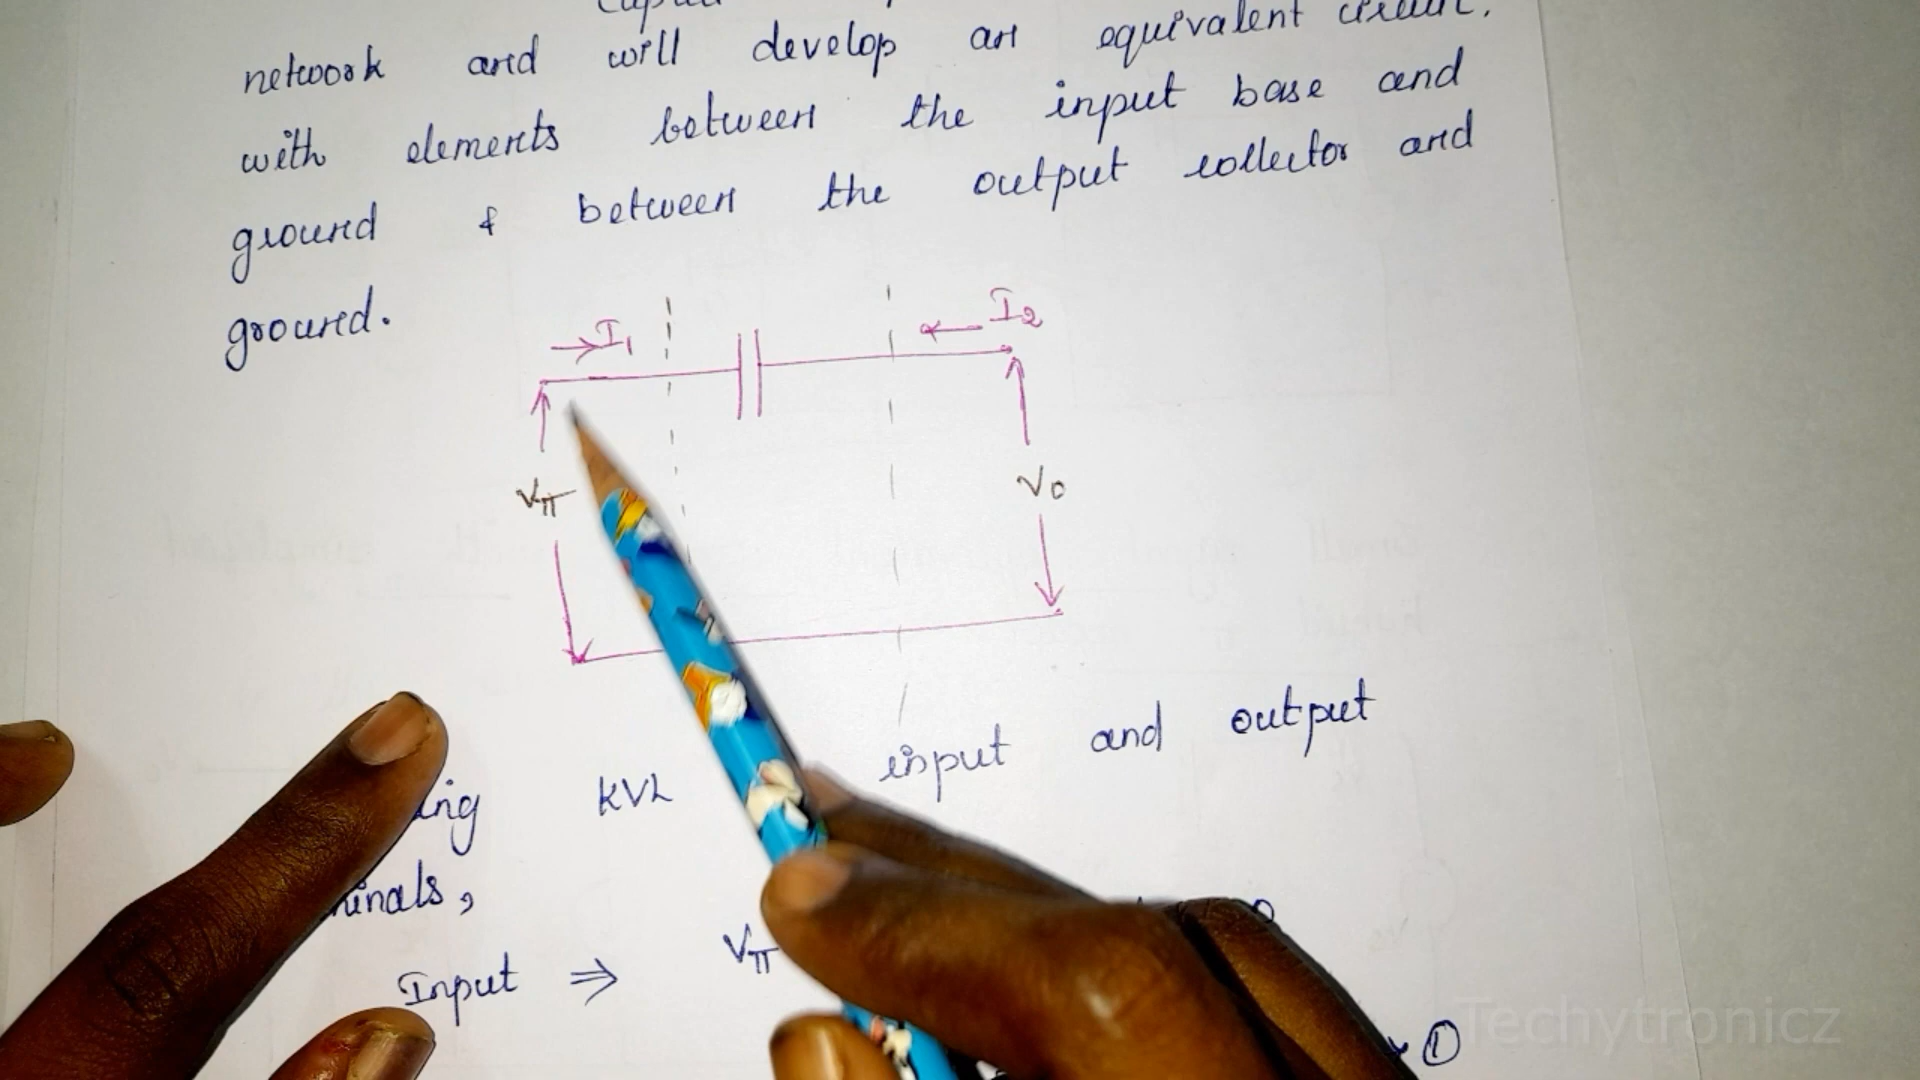 network and will develop an equivalent circuit,
with elements between the input base and
ground & between the output collector and
ground.
I1
I2
Vπ
Vo
KVL input and output
Input ⇒ Vπ
①
Techytronicz